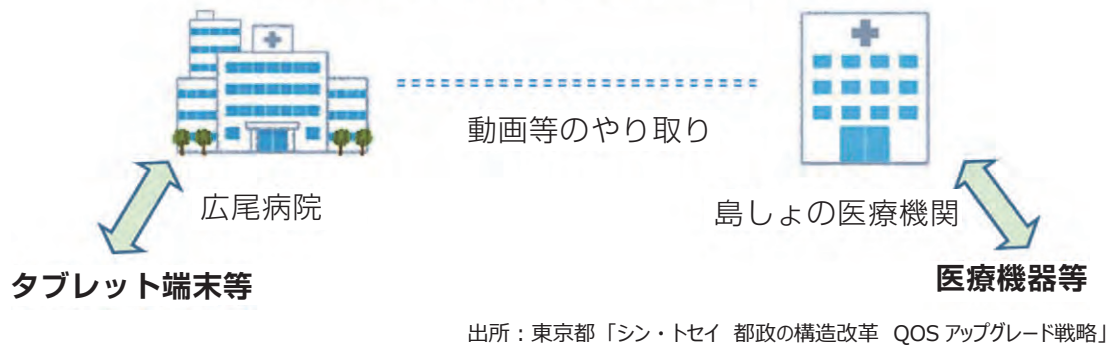 動画等のやり取り
広尾病院
島しょの医療機関
タブレット端末等
医療機器等
出所：東京都「シン・トセイ 都政の構造改革 QOSアップグレード戦略」